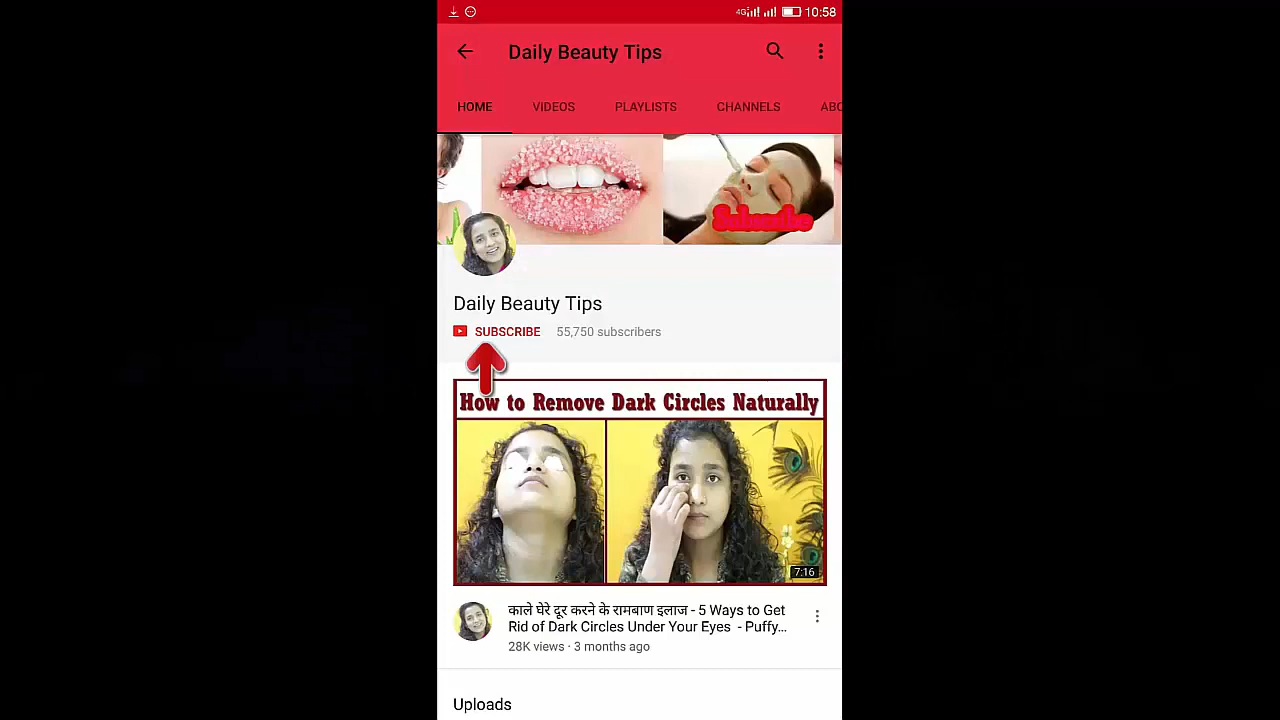 4G 10:58
Daily Beauty Tips
HOME VIDEOS PLAYLISTS CHANNELS ABO
Subscribe
Daily Beauty Tips
SUBSCRIBE 55,750 subscribers
How to Remove Dark Circles Naturally
7:16
काले घेरे दूर करने के रामबाण इलाज - 5 Ways to Get
Rid of Dark Circles Under Your Eyes - Puffy...
28K views · 3 months ago
Uploads